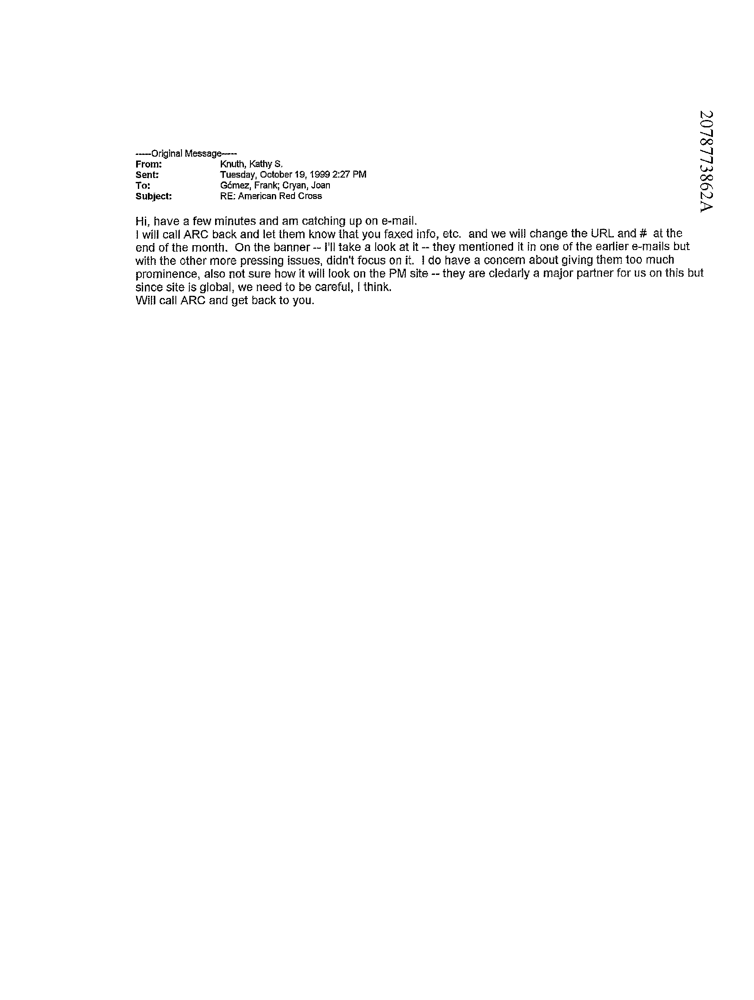 -----Original Message-----
From: Knuth, Kathy S.
Sent: Tuesday, October 19, 1999 2:27 PM
To: Gómez, Frank; Cryan, Joan
Subject: RE: American Red Cross
Hi, have a few minutes and am catching up on e-mail.
I will call ARC back and let them know that you faxed info, etc. and we will change the URL and # at the
end of the month. On the banner -- I'll take a look at it -- they mentioned it in one of the earlier e-mails but
with the other more pressing issues, didn't focus on it. I do have a concern about giving them too much
prominence, also not sure how it will look on the PM site -- they are cledarly a major partner for us on this but
since site is global, we need to be careful, I think.
Will call ARC and get back to you.
2078773862A